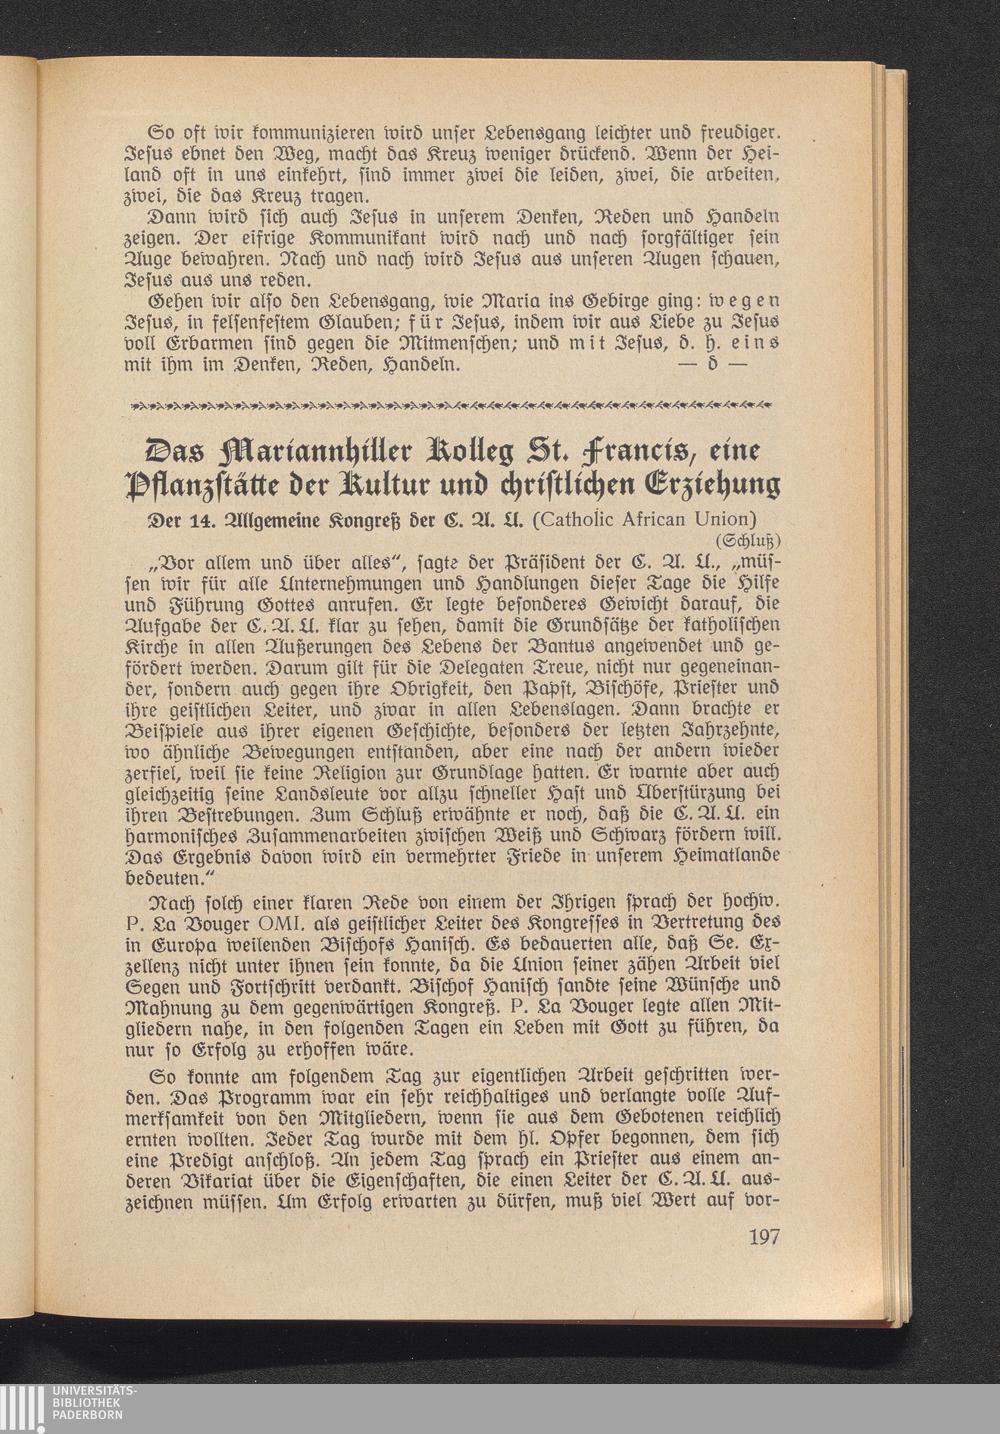 So oft wir kommunizieren wird unser Lebensgang leichter und freudiger.
Jesus ebnet den Weg, macht das Kreuz weniger drückend. Wenn der Hei-
land oft in uns einkehrt, sind immer zwei die leiden, zwei, die arbeiten,
zwei, die das Kreuz tragen.
Dann wird sich auch Jesus in unserem Denken, Reden und Handeln
zeigen. Der eifrige Kommunikant wird nach und nach sorgfältiger sein
Auge bewahren. Nach und nach wird Jesus aus unseren Augen schauen,
Jesus aus uns reden.
Gehen wir also den Lebensgang, wie Maria ins Gebirge ging: wegen
Jesus, in felsenfestem Glauben; für Jesus, indem wir aus Liebe zu Jesus
voll Erbarmen sind gegen die Mitmenschen; und mit Jesus, d. h. eins
mit ihm im Denken, Reden, Handeln. — d —
Das Mariannhiller Kolleg St. Francis, eine
Pflanzstätte der Kultur und christlichen Erziehung
Der 14. Allgemeine Kongreß der C. A. U. (Catholic African Union)
(Schluß)
„Vor allem und über alles“, sagte der Präsident der C. A. U., „müs-
sen wir für alle Unternehmungen und Handlungen dieser Tage die Hilfe
und Führung Gottes anrufen. Er legte besonderes Gewicht darauf, die
Aufgabe der C. A. U. klar zu sehen, damit die Grundsätze der katholischen
Kirche in allen Äußerungen des Lebens der Bantus angewendet und ge-
fördert werden. Darum gilt für die Delegaten Treue, nicht nur gegeneinan-
der, sondern auch gegen ihre Obrigkeit, den Papst, Bischöfe, Priester und
ihre geistlichen Leiter, und zwar in allen Lebenslagen. Dann brachte er
Beispiele aus ihrer eigenen Geschichte, besonders der letzten Jahrzehnte,
wo ähnliche Bewegungen entstanden, aber eine nach der andern wieder
zerfiel, weil sie keine Religion zur Grundlage hatten. Er warnte aber auch
gleichzeitig seine Landsleute vor allzu schneller Hast und Überstürzung bei
ihren Bestrebungen. Zum Schluß erwähnte er noch, daß die C. A. U. ein
harmonisches Zusammenarbeiten zwischen Weiß und Schwarz fördern will.
Das Ergebnis davon wird ein vermehrter Friede in unserem Heimatlande
bedeuten.“
Nach solch einer klaren Rede von einem der Ihrigen sprach der hochw.
P. La Vouger OMI. als geistlicher Leiter des Kongresses in Vertretung des
in Europa weilenden Bischofs Hanisch. Es bedauerten alle, daß Se. Ex-
zellenz nicht unter ihnen sein konnte, da die Union seiner zähen Arbeit viel
Segen und Fortschritt verdankt. Bischof Hanisch sandte seine Wünsche und
Mahnung zu dem gegenwärtigen Kongreß. P. La Vouger legte allen Mit-
gliedern nahe, in den folgenden Tagen ein Leben mit Gott zu führen, da
nur so Erfolg zu erhoffen wäre.
So konnte am folgendem Tag zur eigentlichen Arbeit geschritten wer-
den. Das Programm war ein sehr reichhaltiges und verlangte volle Auf-
merksamkeit von den Mitgliedern, wenn sie aus dem Gebotenen reichlich
ernten wollten. Jeder Tag wurde mit dem hl. Opfer begonnen, dem sich
eine Predigt anschloß. An jedem Tag sprach ein Priester aus einem an-
deren Vikariat über die Eigenschaften, die einen Leiter der C. A. U. aus-
zeichnen müssen. Um Erfolg erwarten zu dürfen, muß viel Wert auf vor-
197
UNIVERSITÄTS-
BIBLIOTHEK
PADERBORN